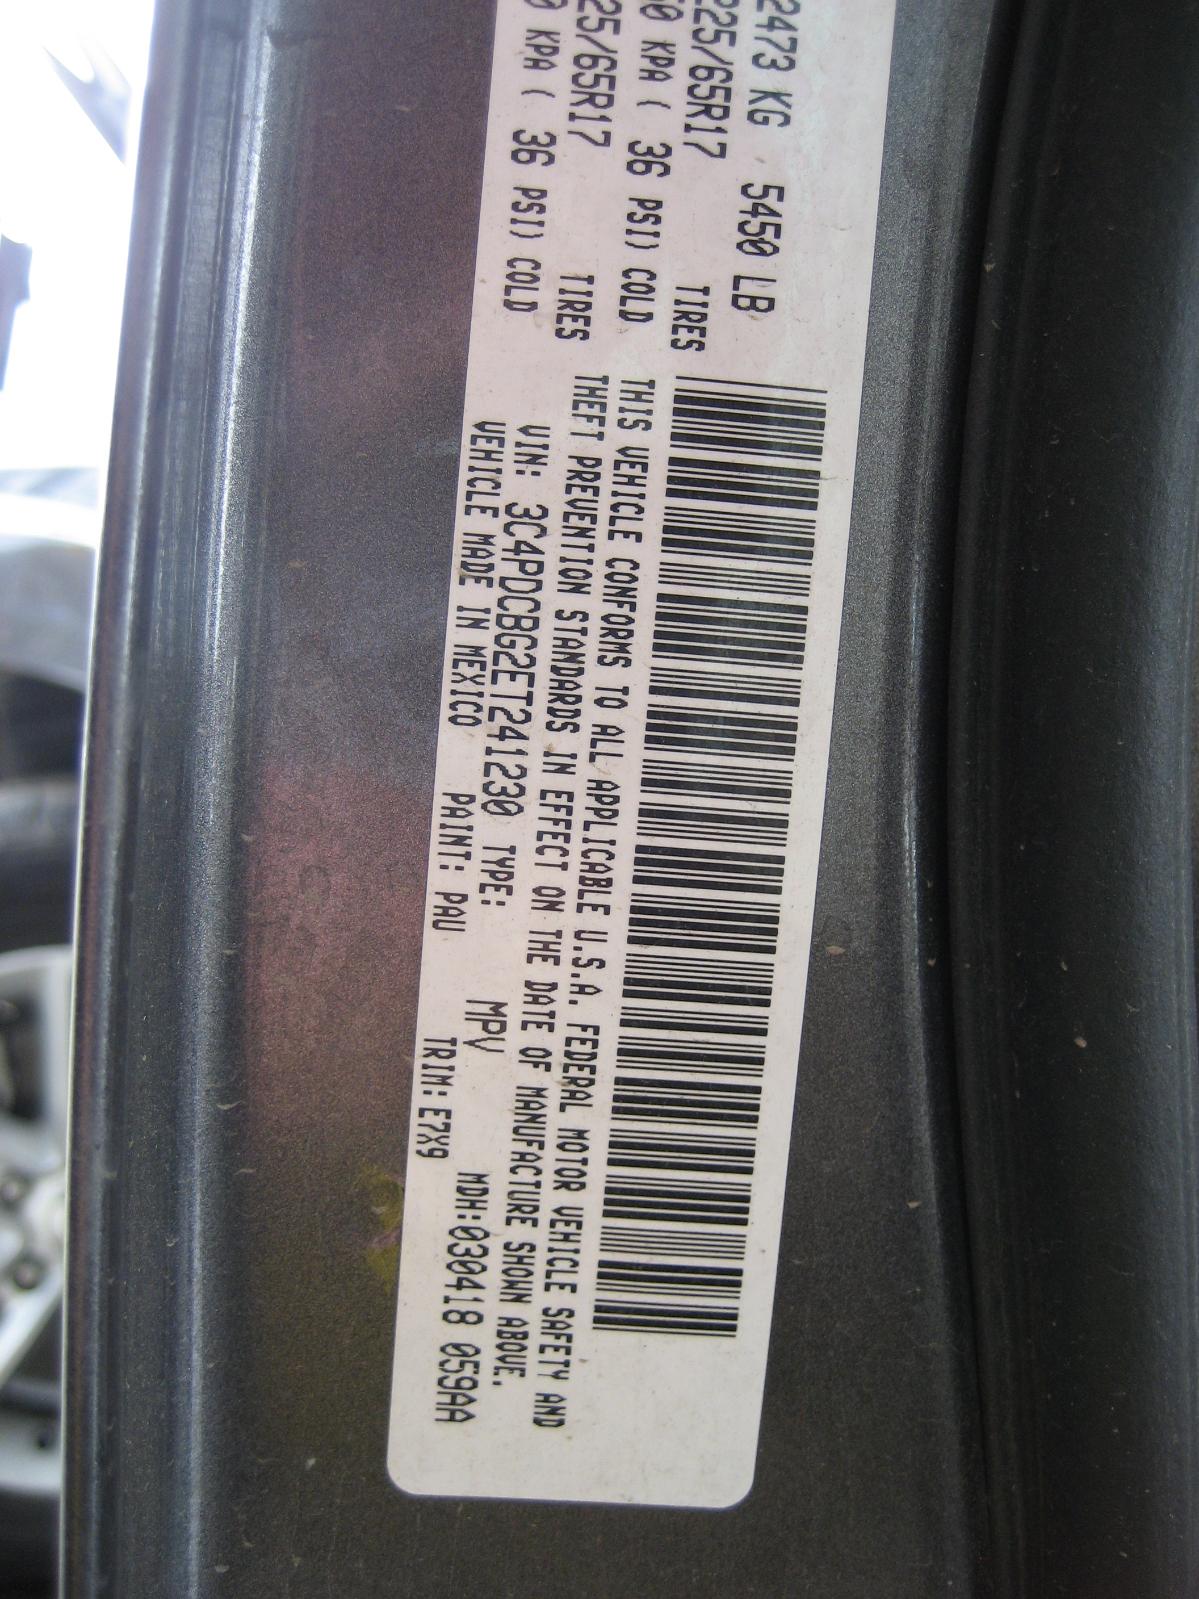 2473 KG 5450 LB
225/65R17 TIRES
50 KPA ( 36 PSI) COLD
25/65R17 TIRES
0 KPA ( 36 PSI) COLD
THIS VEHICLE CONFORMS TO ALL APPLICABLE U.S.A. FEDERAL MOTOR VEHICLE SAFETY AND
THEFT PREVENTION STANDARDS IN EFFECT ON THE DATE OF MANUFACTURE SHOWN ABOVE.
VIN: 3C4PDCBG2ET241230 TYPE: MPV MDH:030418 059AA
VEHICLE MADE IN MEXICO PAINT: PAU TRIM: E7X9